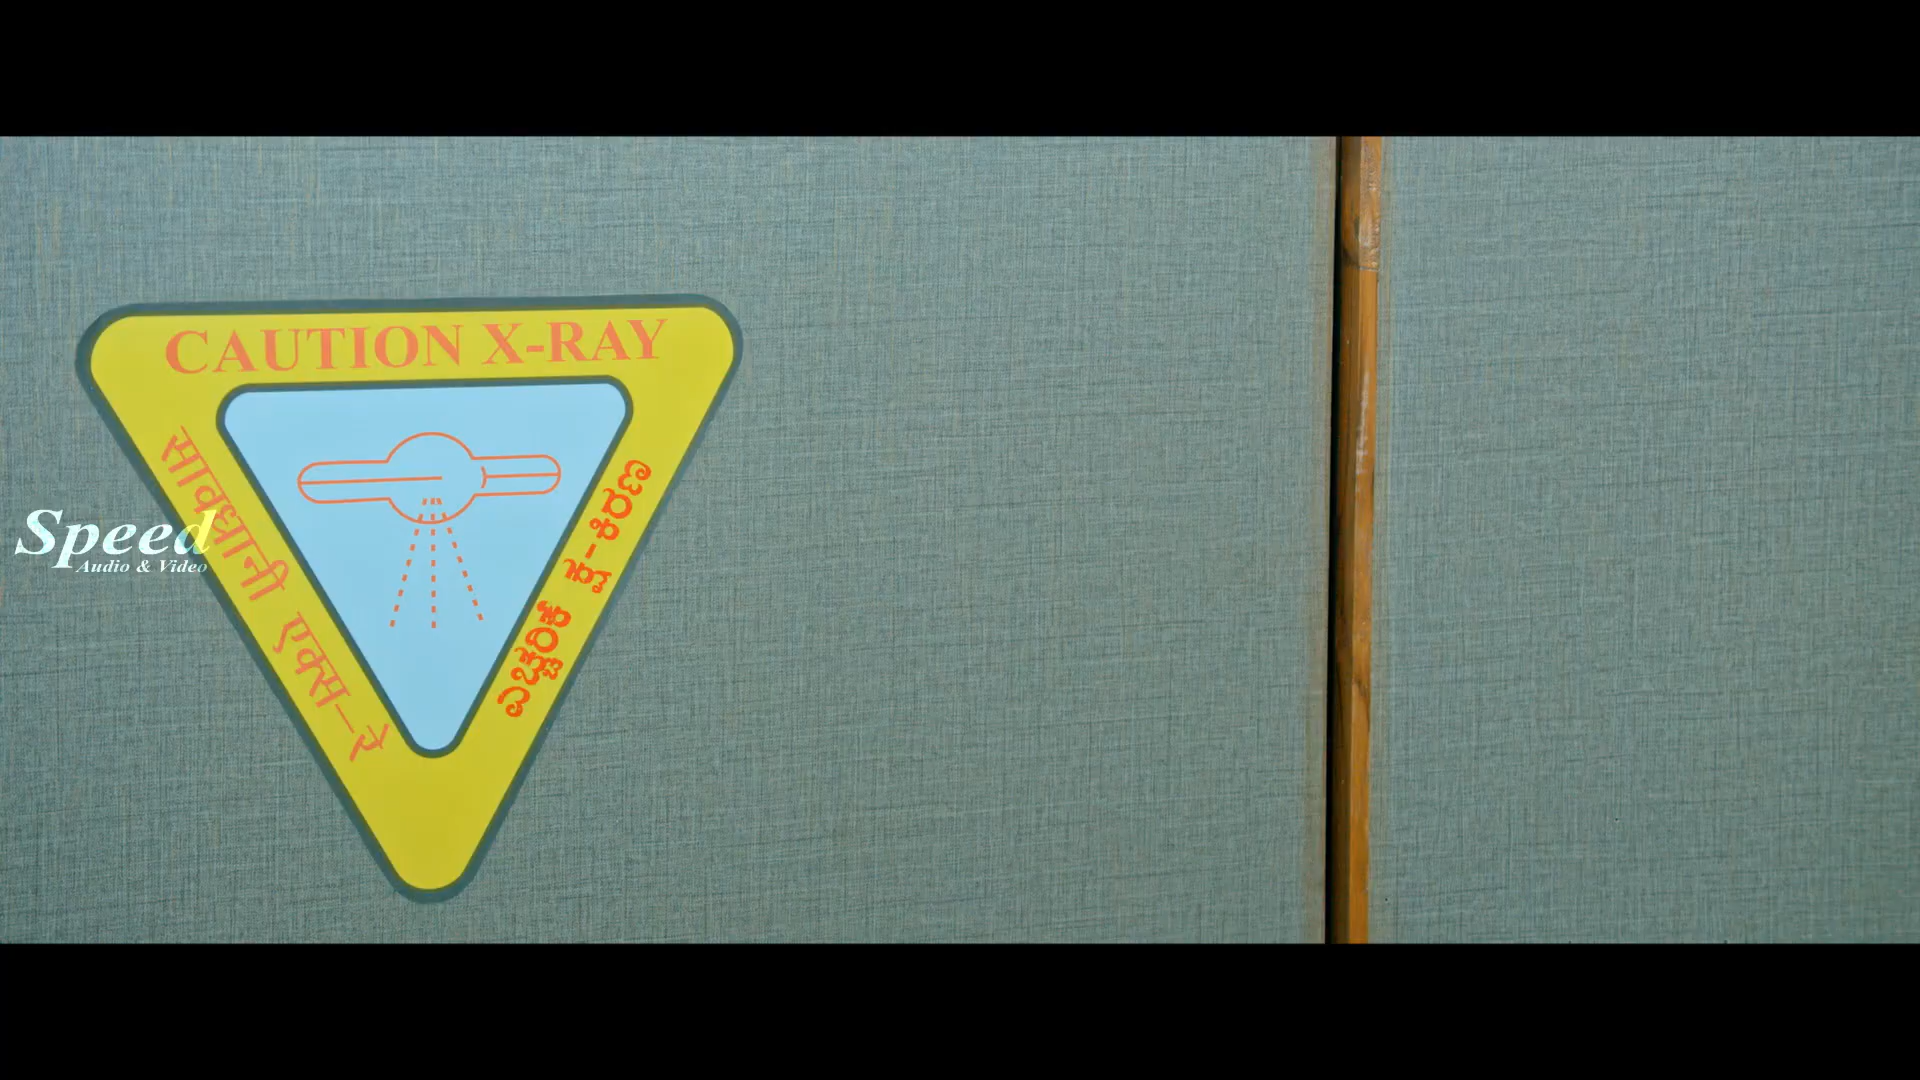 CAUTION X-RAY
सावधानी एक्स-रे
ಎಚ್ಚರಿಕೆ ಕ್ಷ-ಕಿರಣ
Speed
Audio & Video